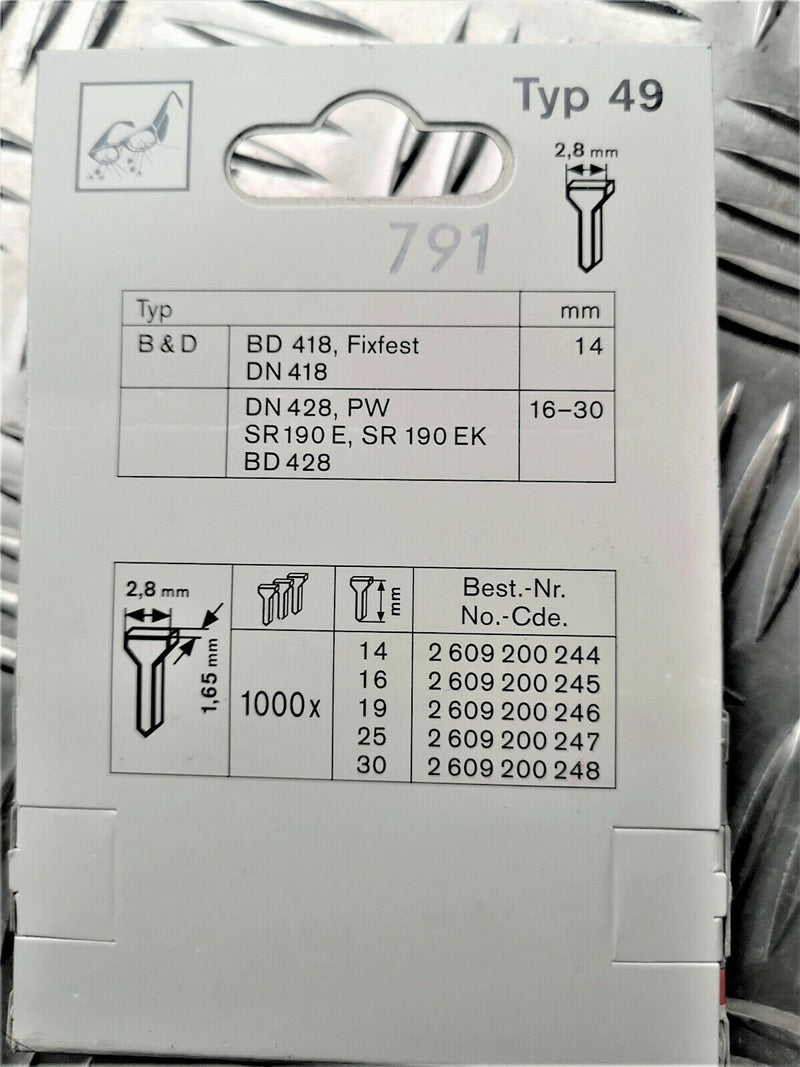 Typ 49
2,8 mm
791
Typ mm
B & D BD 418, Fixfest 14
DN 418
DN 428, PW 16–30
SR 190 E, SR 190 EK
BD 428
2,8 mm
1,65 mm
mm
Best.-Nr.
No.-Cde.
1000x
14 2 609 200 244
16 2 609 200 245
19 2 609 200 246
25 2 609 200 247
30 2 609 200 248